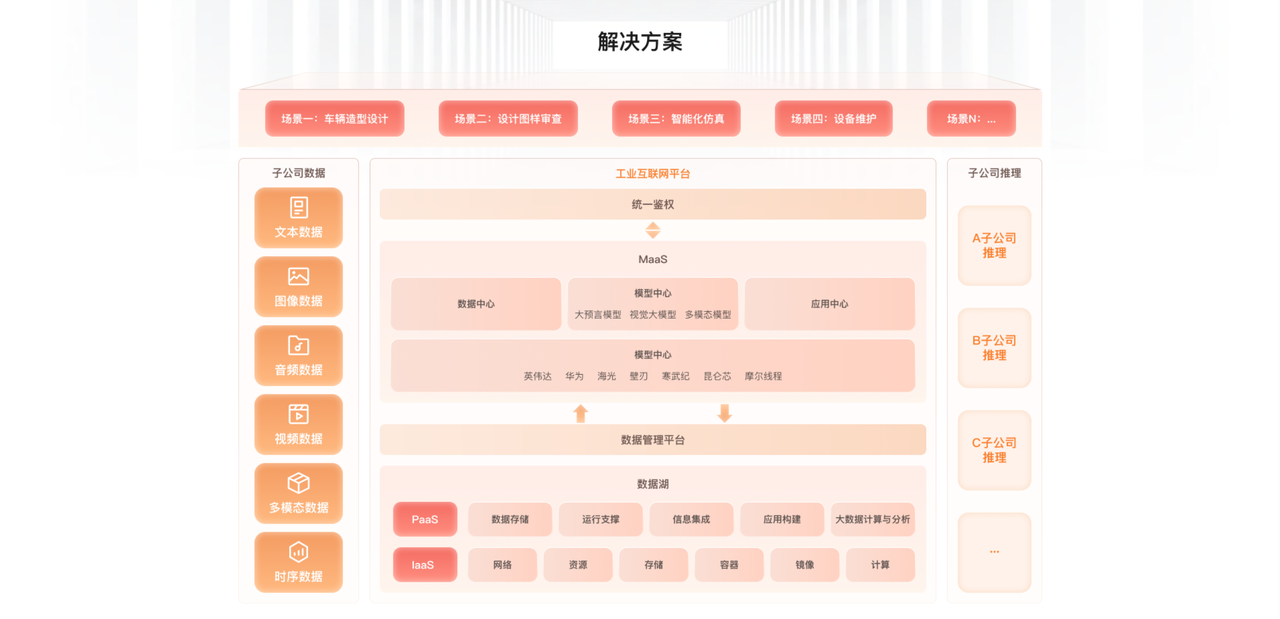 解决方案
场景一：车辆造型设计
场景二：设计图样审查
场景三：智能化仿真
场景四：设备维护
场景N：...
子公司数据
文本数据
图像数据
音频数据
视频数据
多模态数据
时序数据
工业互联网平台
统一鉴权
MaaS
数据中心
模型中心
大预言模型 视觉大模型 多模态模型
应用中心
模型中心
英伟达 华为 海光 壁刃 寒武纪 昆仑芯 摩尔线程
数据管理平台
数据湖
PaaS
数据存储
运行支撑
信息集成
应用构建
大数据计算与分析
IaaS
网络
资源
存储
容器
镜像
计算
子公司推理
A子公司
推理
B子公司
推理
C子公司
推理
...